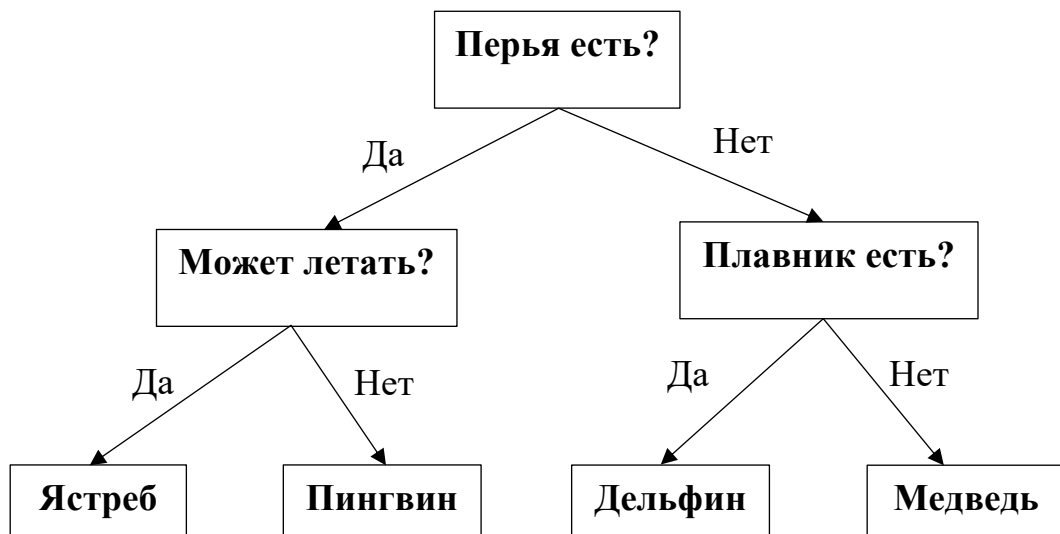 Перья есть?
Да
Нет
Может летать?
Плавник есть?
Да
Нет
Да
Нет
Ястреб
Пингвин
Дельфин
Медведь